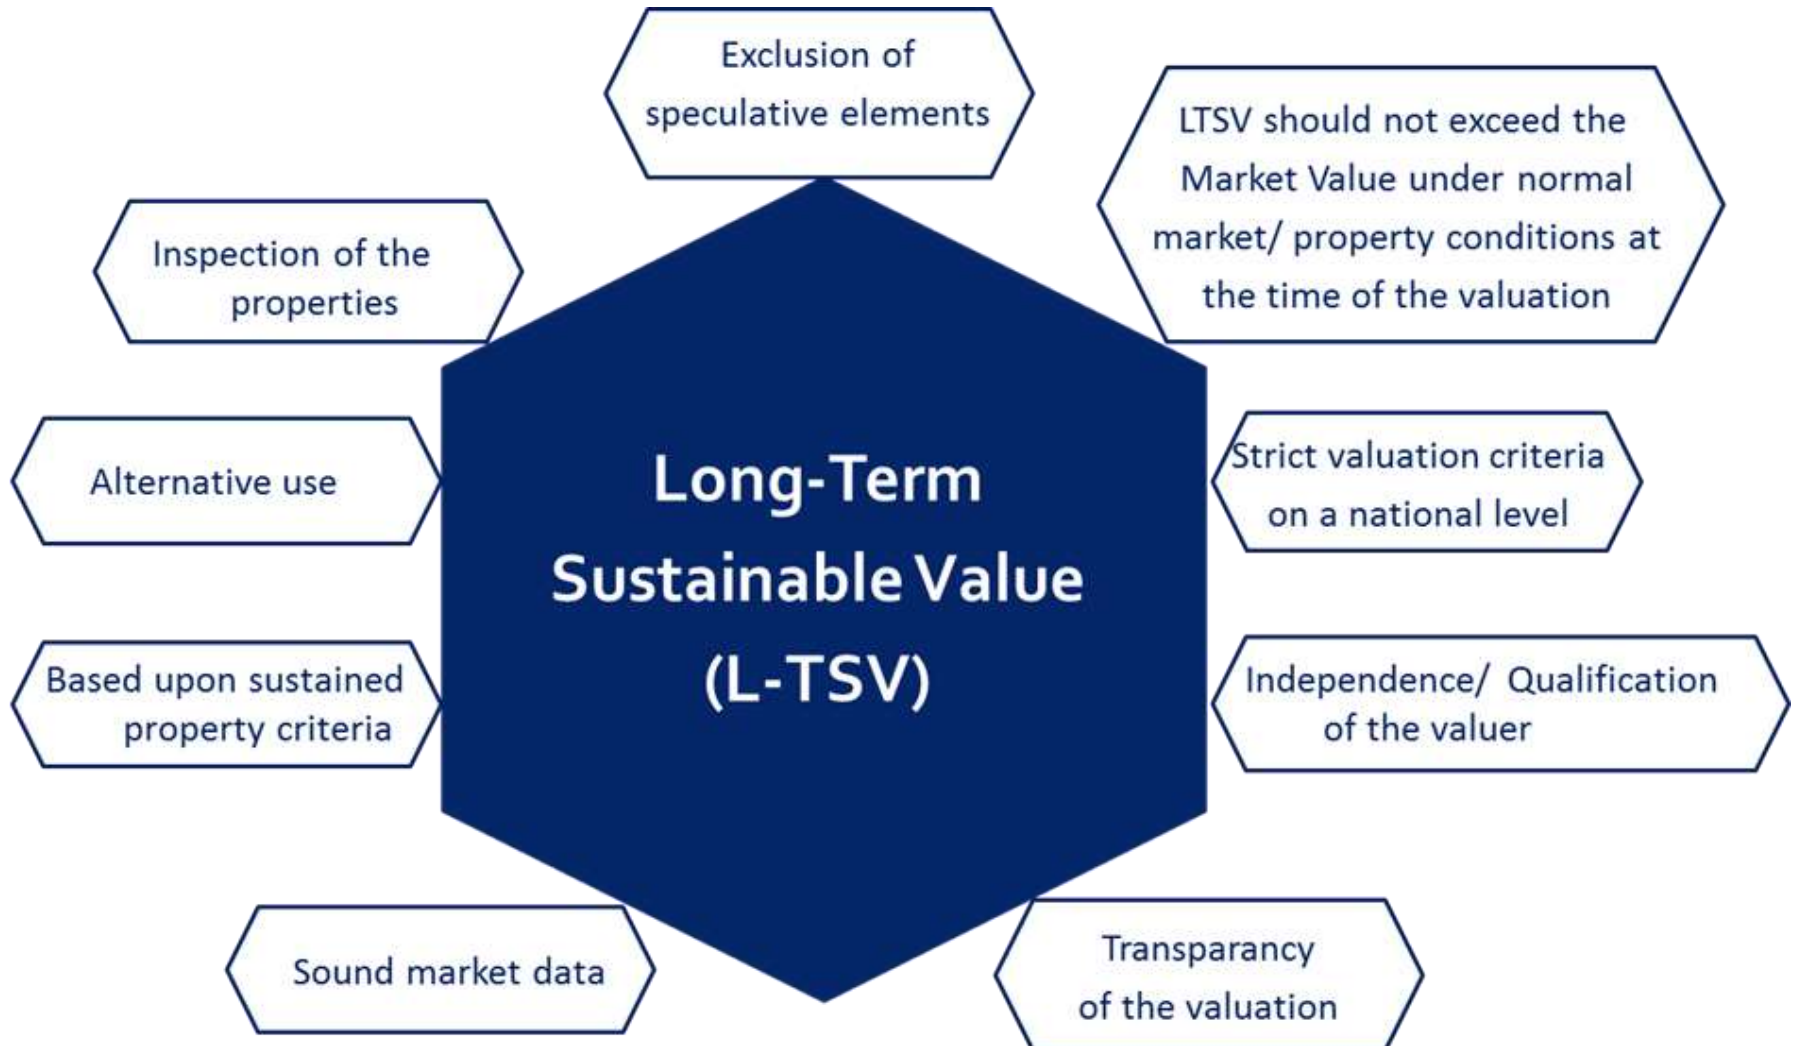 Exclusion of
speculative elements
LTSV should not exceed the
Market Value under normal
market/ property conditions at
the time of the valuation
Inspection of the
properties
Alternative use
Strict valuation criteria
on a national level
Long-Term
Sustainable Value
(L-TSV)
Based upon sustained
property criteria
Independence/ Qualification
of the valuer
Sound market data
Transparancy
of the valuation